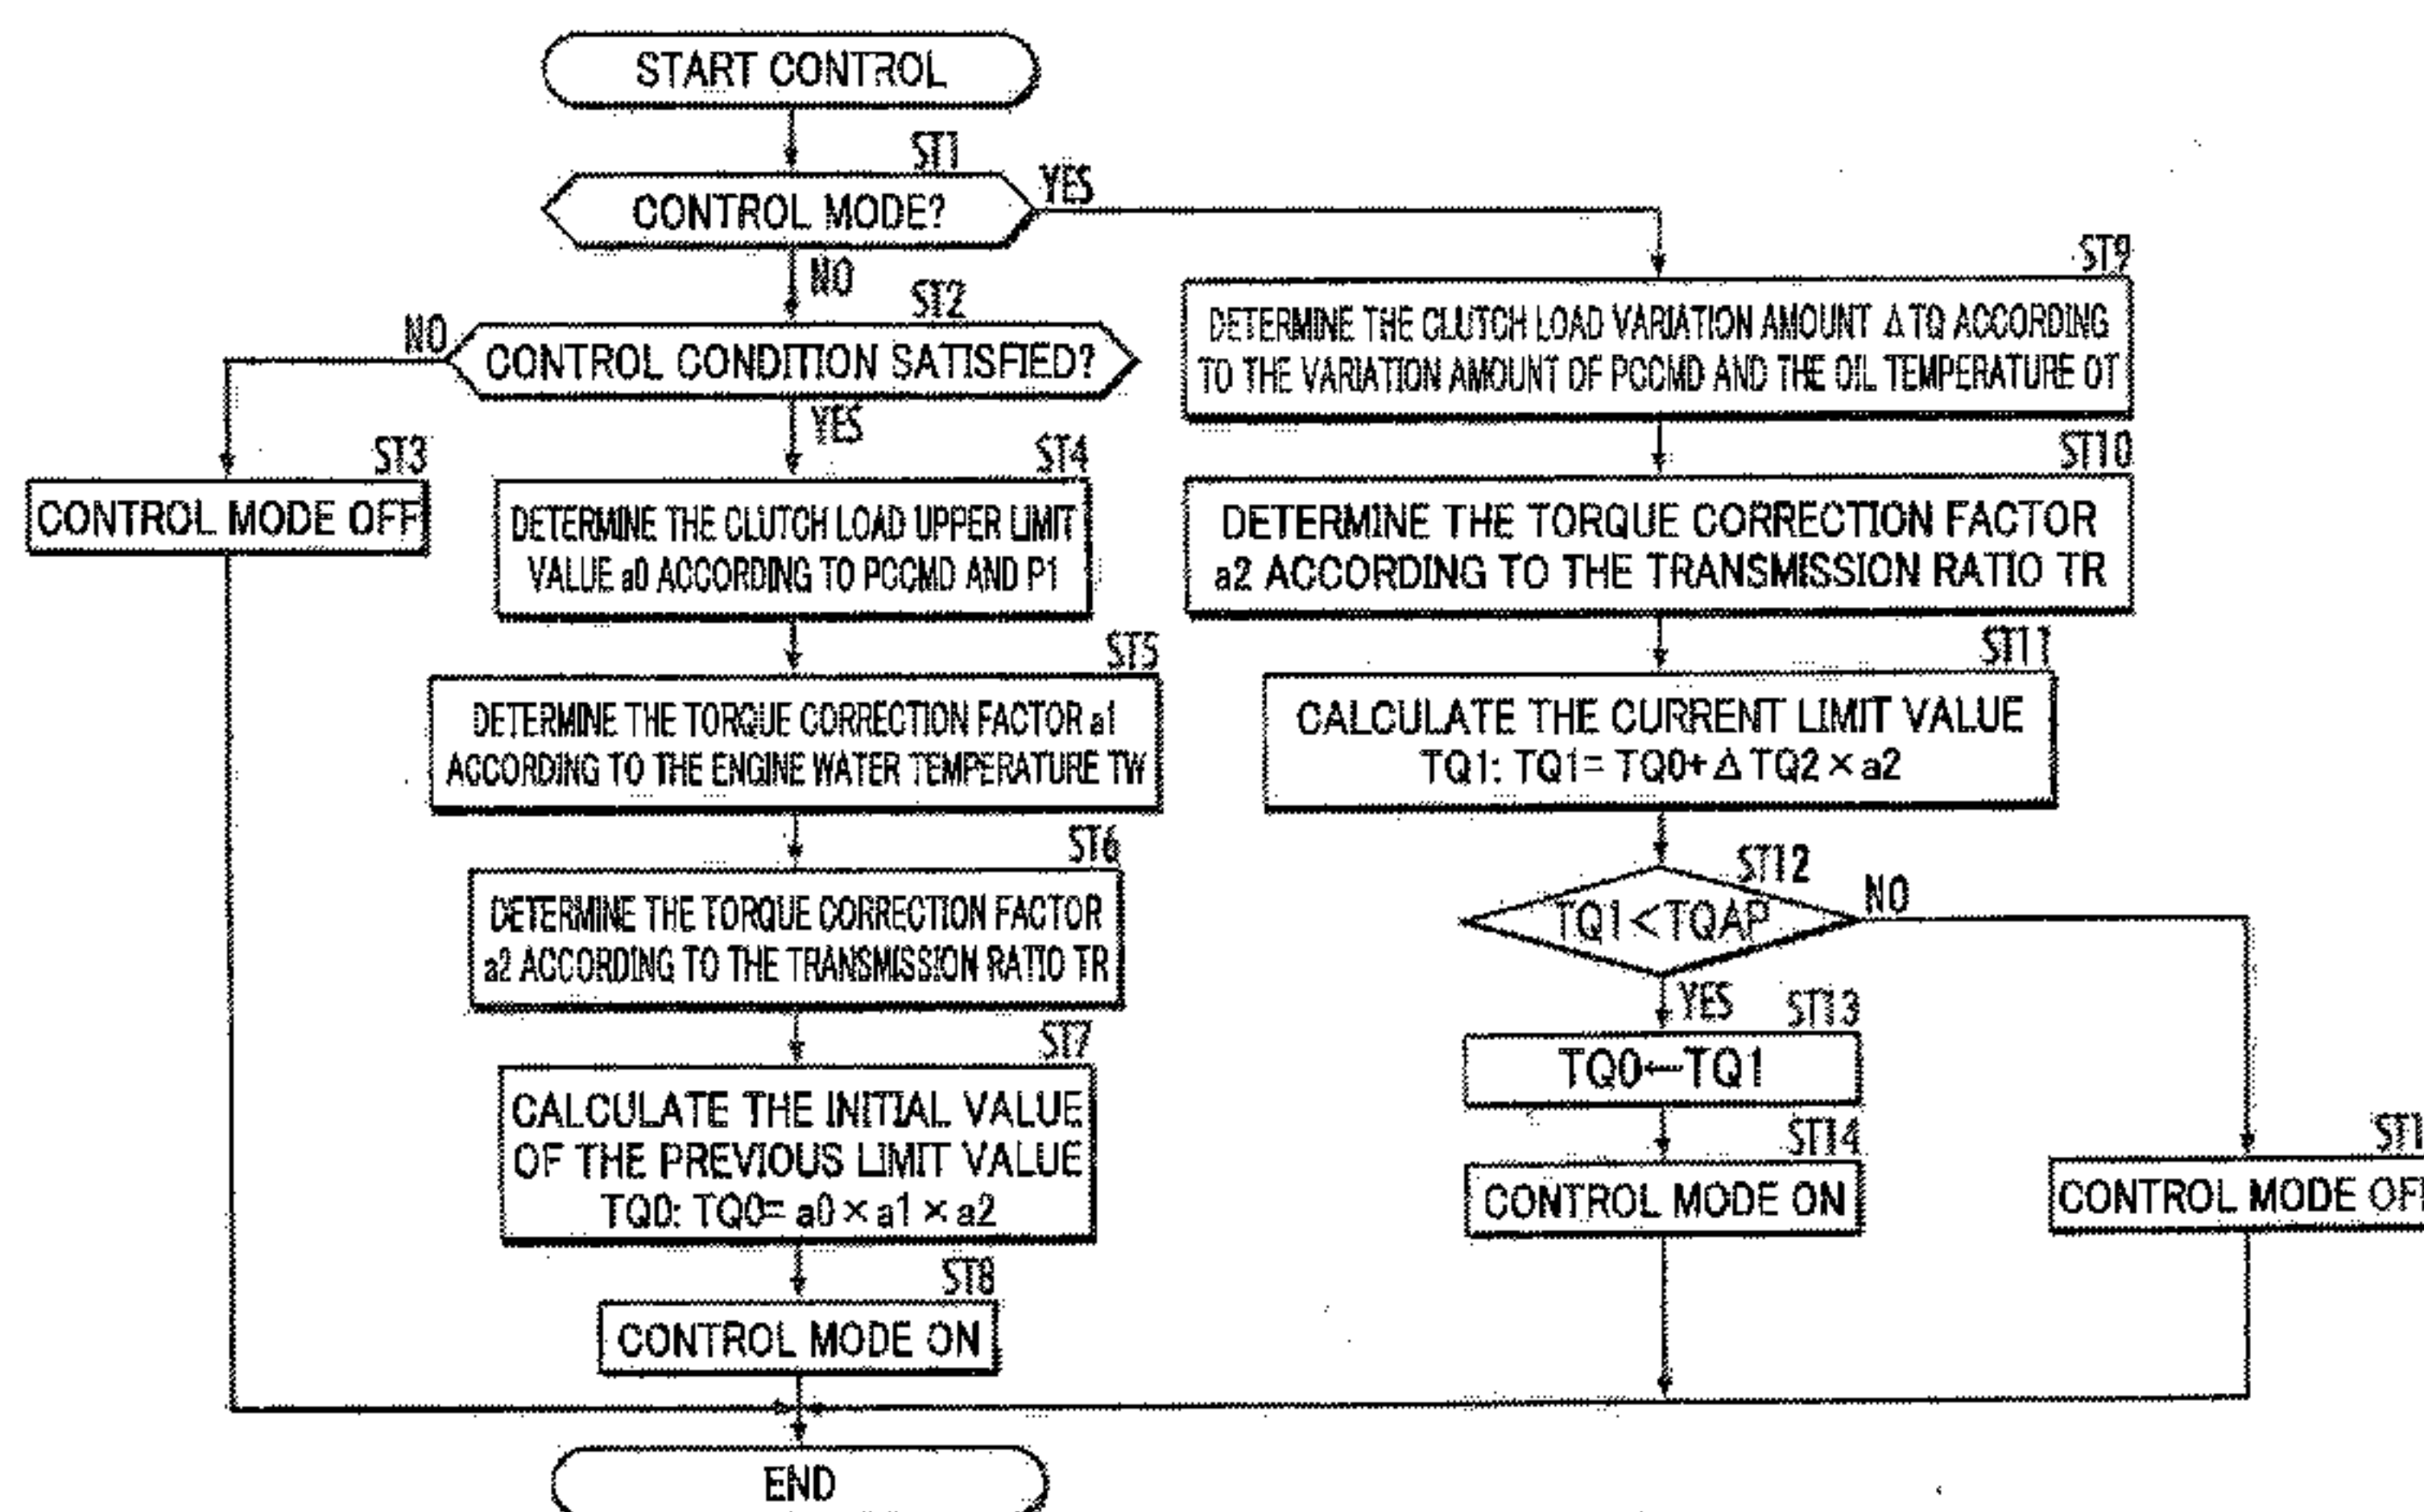 START CONTROL
ST1
CONTROL MODE?
YES
NO
ST2
CONTROL CONDITION SATISFIED?
NO
YES
ST3
CONTROL MODE OFF
ST4
DETERMINE THE CLUTCH LOAD UPPER LIMIT
VALUE a0 ACCORDING TO PCCMD AND P1
ST5
DETERMINE THE TORQUE CORRECTION FACTOR a1
ACCORDING TO THE ENGINE WATER TEMPERATURE TW
ST6
DETERMINE THE TORQUE CORRECTION FACTOR
a2 ACCORDING TO THE TRANSMISSION RATIO TR
ST7
CALCULATE THE INITIAL VALUE
OF THE PREVIOUS LIMIT VALUE
TQ0: TQ0= a0 × a1 × a2
ST8
CONTROL MODE ON
ST9
DETERMINE THE CLUTCH LOAD VARIATION AMOUNT Δ TQ ACCORDING
TO THE VARIATION AMOUNT OF PCCMD AND THE OIL TEMPERATURE OT
ST10
DETERMINE THE TORQUE CORRECTION FACTOR
a2 ACCORDING TO THE TRANSMISSION RATIO TR
ST11
CALCULATE THE CURRENT LIMIT VALUE
TQ1: TQ1= TQ0+ Δ TQ2 × a2
ST12
TQ1<TQAP
NO
YES
ST13
TQ0←TQ1
ST14
CONTROL MODE ON
ST1
CONTROL MODE OF
END